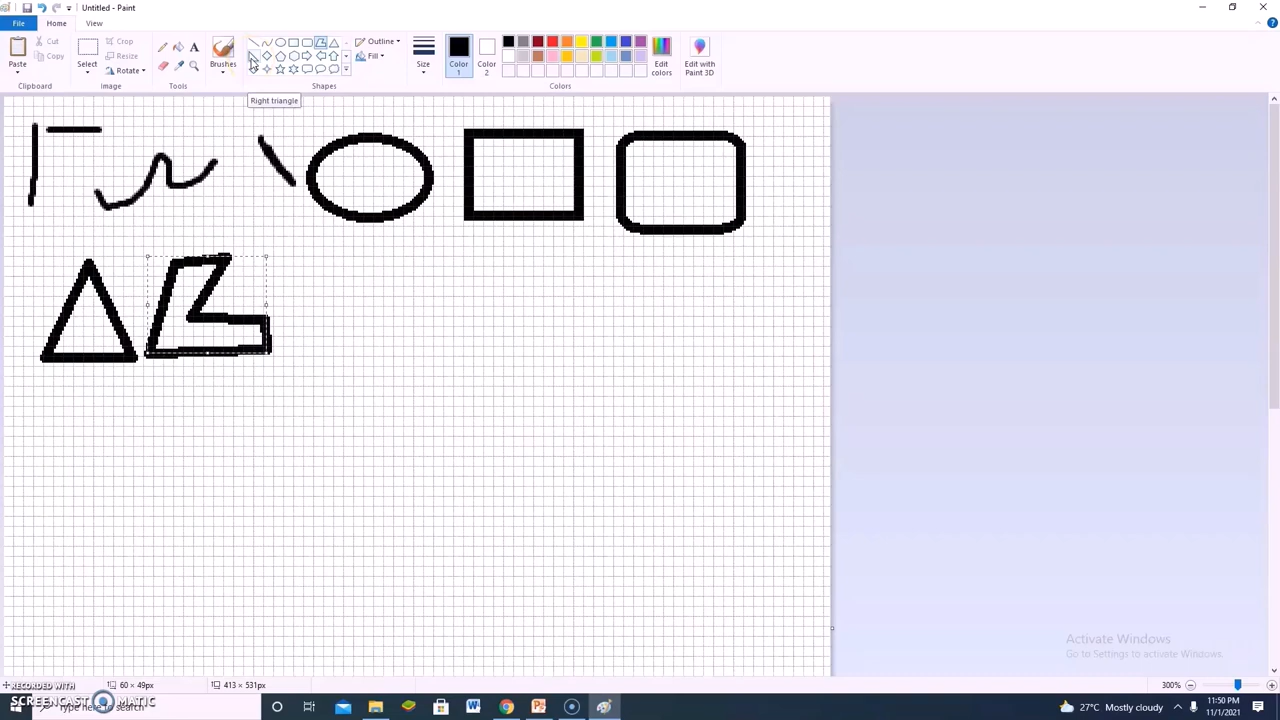 Untitled - Paint
File Home View
Paste Cut Copy
Select Crop Resize Rotate
Brushes
Outline
Fill
Size
Color 1
Color 2
Edit colors
Edit with Paint 3D
Clipboard Image Tools Shapes Colors
Right triangle
Activate Windows
Go to Settings to activate Windows.
RECORDED WITH
SCREENCAST MATIC
60 × 49px
413 × 531px
300%
27°C Mostly cloudy
11:50 PM
11/1/2021